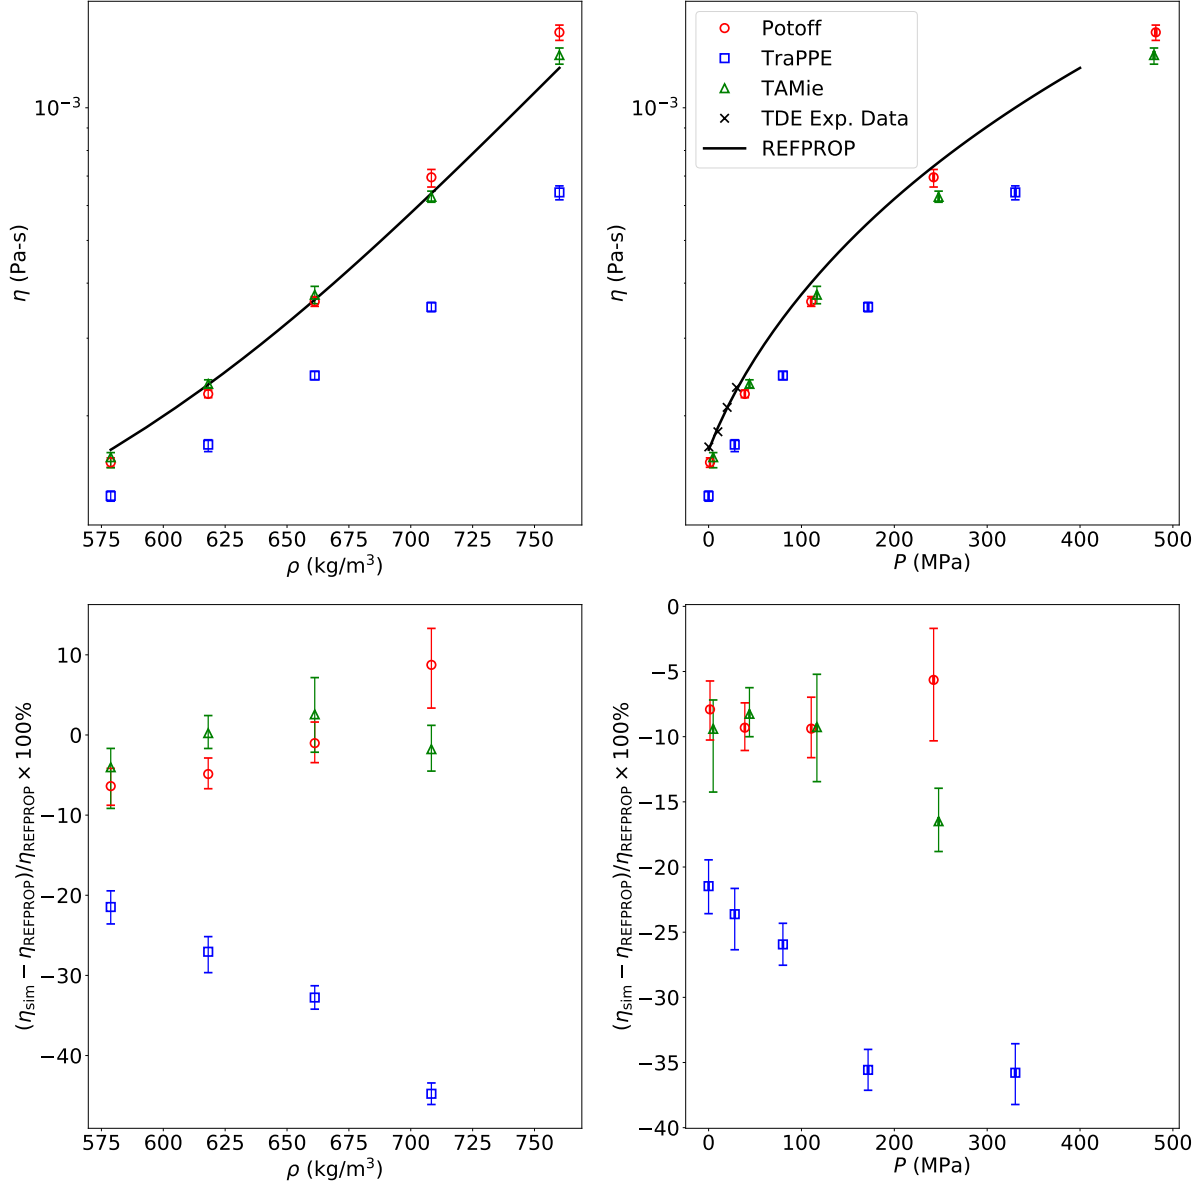 10⁻³
η (Pa-s)
575 600 625 650 675 700 725 750
ρ (kg/m³)
Potoff
TraPPE
TAMie
TDE Exp. Data
REFPROP
10⁻³
η (Pa-s)
0 100 200 300 400 500
P (MPa)
10
0
−10
−20
−30
−40
(η_sim − η_REFPROP)/η_REFPROP × 100%
575 600 625 650 675 700 725 750
ρ (kg/m³)
0
−5
−10
−15
−20
−25
−30
−35
−40
(η_sim − η_REFPROP)/η_REFPROP × 100%
0 100 200 300 400 500
P (MPa)